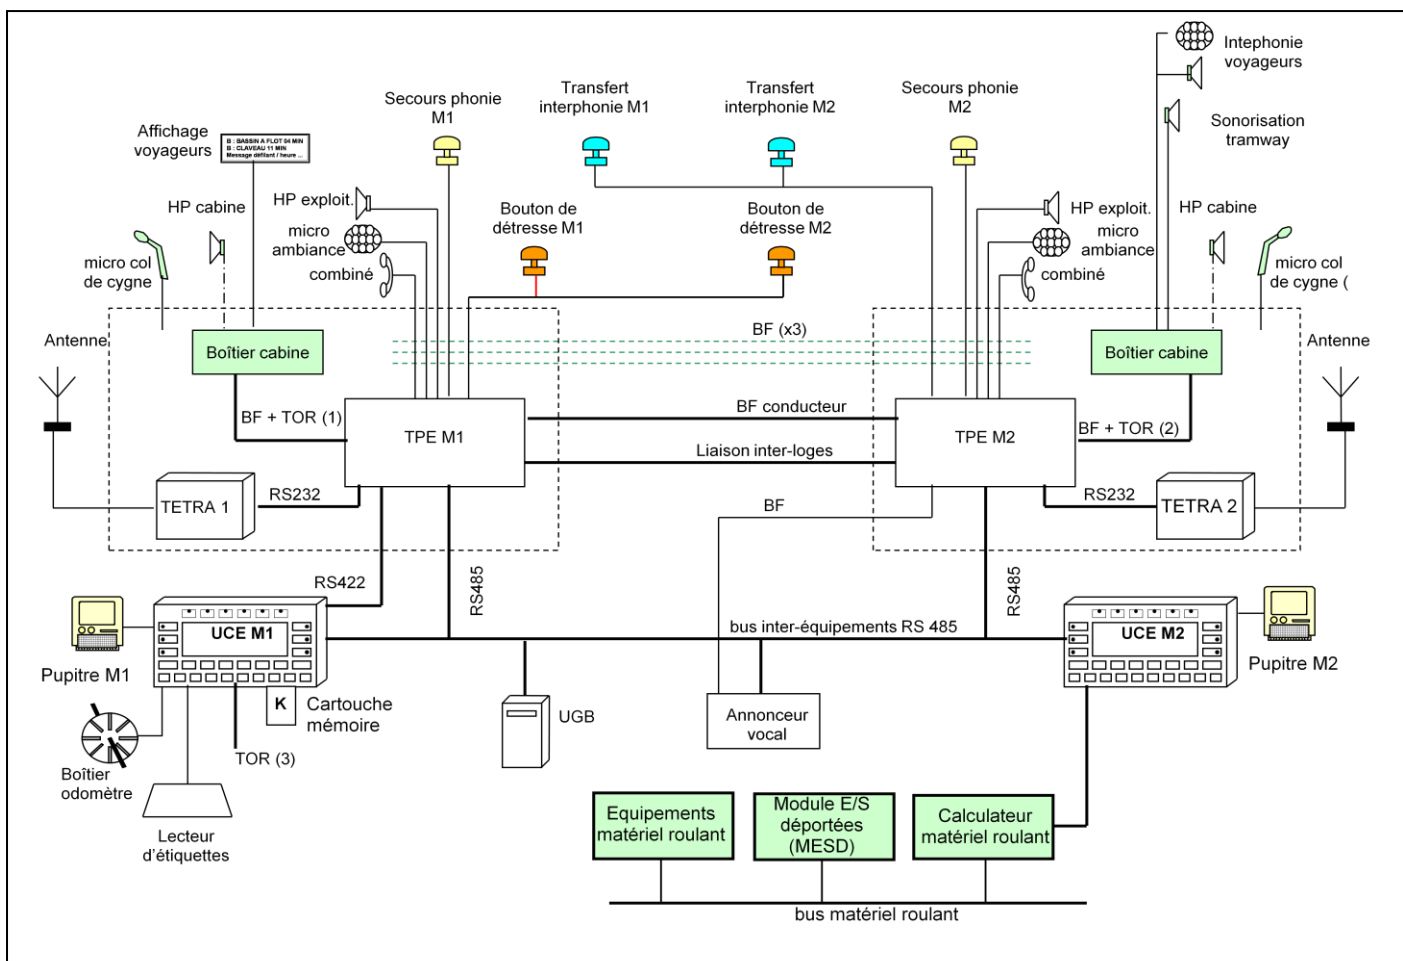 Intéphonie
voyageurs
Sonorisation
tramway
Secours phonie
M1
Transfert
interphonie M1
Transfert
interphonie M2
Secours phonie
M2
Affichage
voyageurs
B : BASSIN A FLOT 04 MIN
B : CLAVEAU 11 MIN
Message défilant / heure ...
HP cabine
HP exploit.
micro
ambiance
combiné
Bouton de
détresse M1
Bouton de
détresse M2
HP exploit.
micro
ambiance
combiné
HP cabine
micro col
de cygne
micro col
de cygne (
Antenne
Boîtier cabine
BF (x3)
Boîtier cabine
Antenne
BF + TOR (1)
TPE M1
BF conducteur
Liaison inter-loges
TPE M2
BF + TOR (2)
TETRA 1
RS232
BF
RS232
TETRA 2
RS422
RS485
RS485
UCE M1
bus inter-équipements RS 485
UCE M2
Pupitre M1
Pupitre M2
K
Cartouche
mémoire
UGB
Annonceur
vocal
TOR (3)
Boîtier
odomètre
Lecteur
d'étiquettes
Equipements
matériel roulant
Module E/S
déportées
(MESD)
Calculateur
matériel roulant
bus matériel roulant